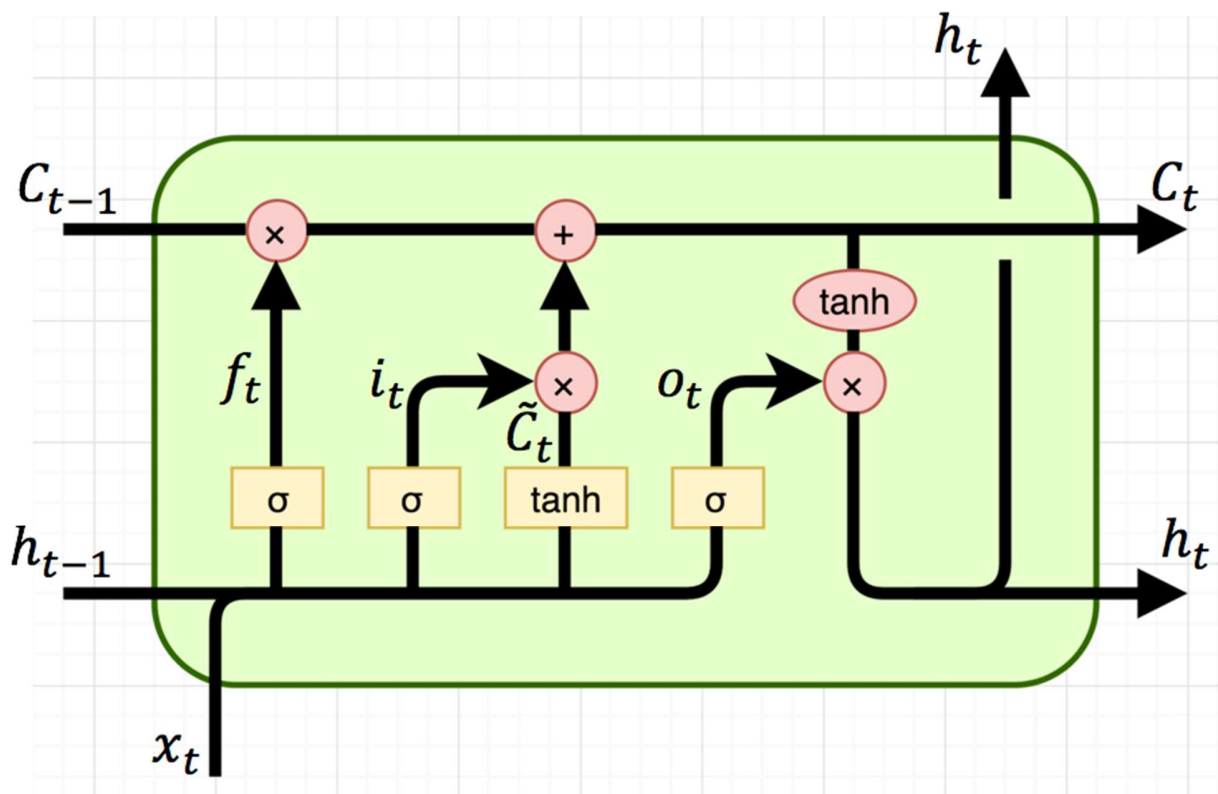 h_t
C_{t-1}
C_t
×
+
tanh
f_t
i_t
×
o_t
×
C̃_t
σ
σ
tanh
σ
h_{t-1}
h_t
x_t